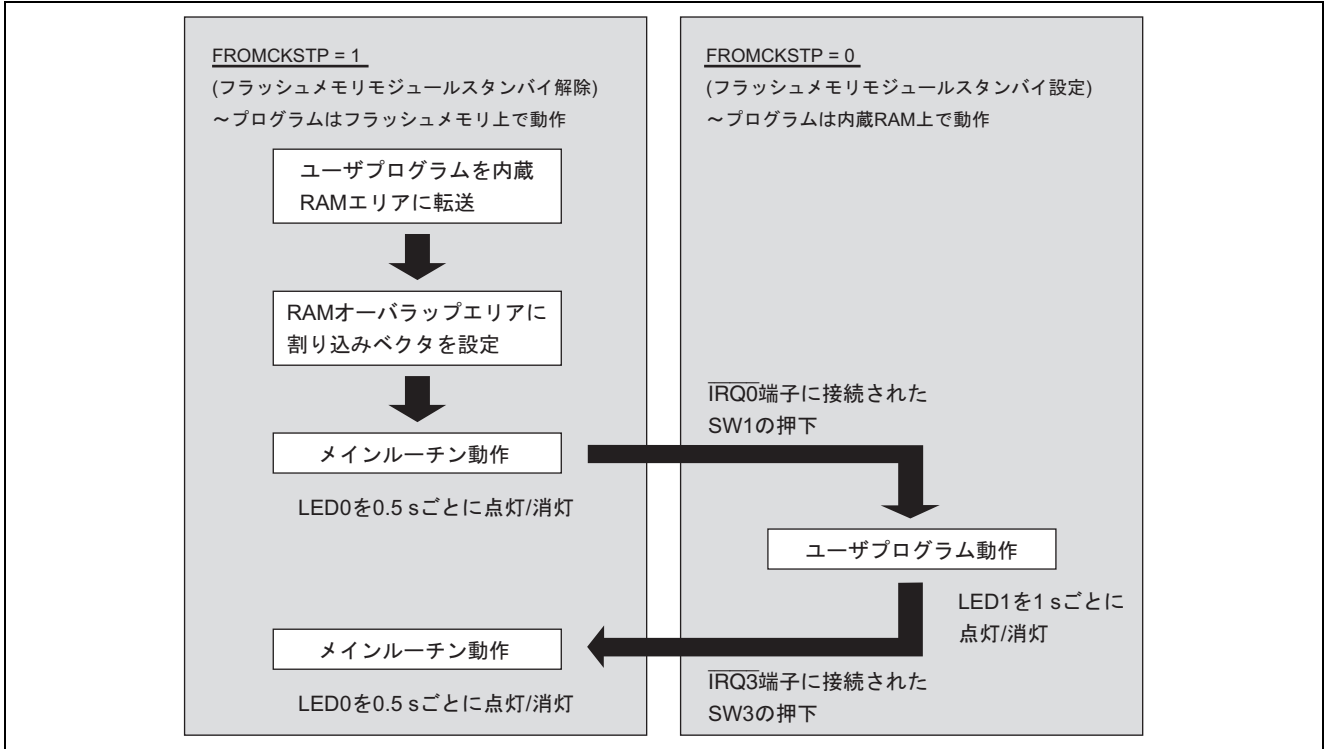 FROMCKSTP = 1
(フラッシュメモリモジュールスタンバイ解除)
～プログラムはフラッシュメモリ上で動作
ユーザプログラムを内蔵
RAMエリアに転送
RAMオーバラップエリアに
割り込みベクタを設定
メインルーチン動作
LED0を0.5 sごとに点灯/消灯
メインルーチン動作
LED0を0.5 sごとに点灯/消灯
FROMCKSTP = 0
(フラッシュメモリモジュールスタンバイ設定)
～プログラムは内蔵RAM上で動作
IRQ0端子に接続された
SW1の押下
ユーザプログラム動作
LED1を1 sごとに
点灯/消灯
IRQ3端子に接続された
SW3の押下